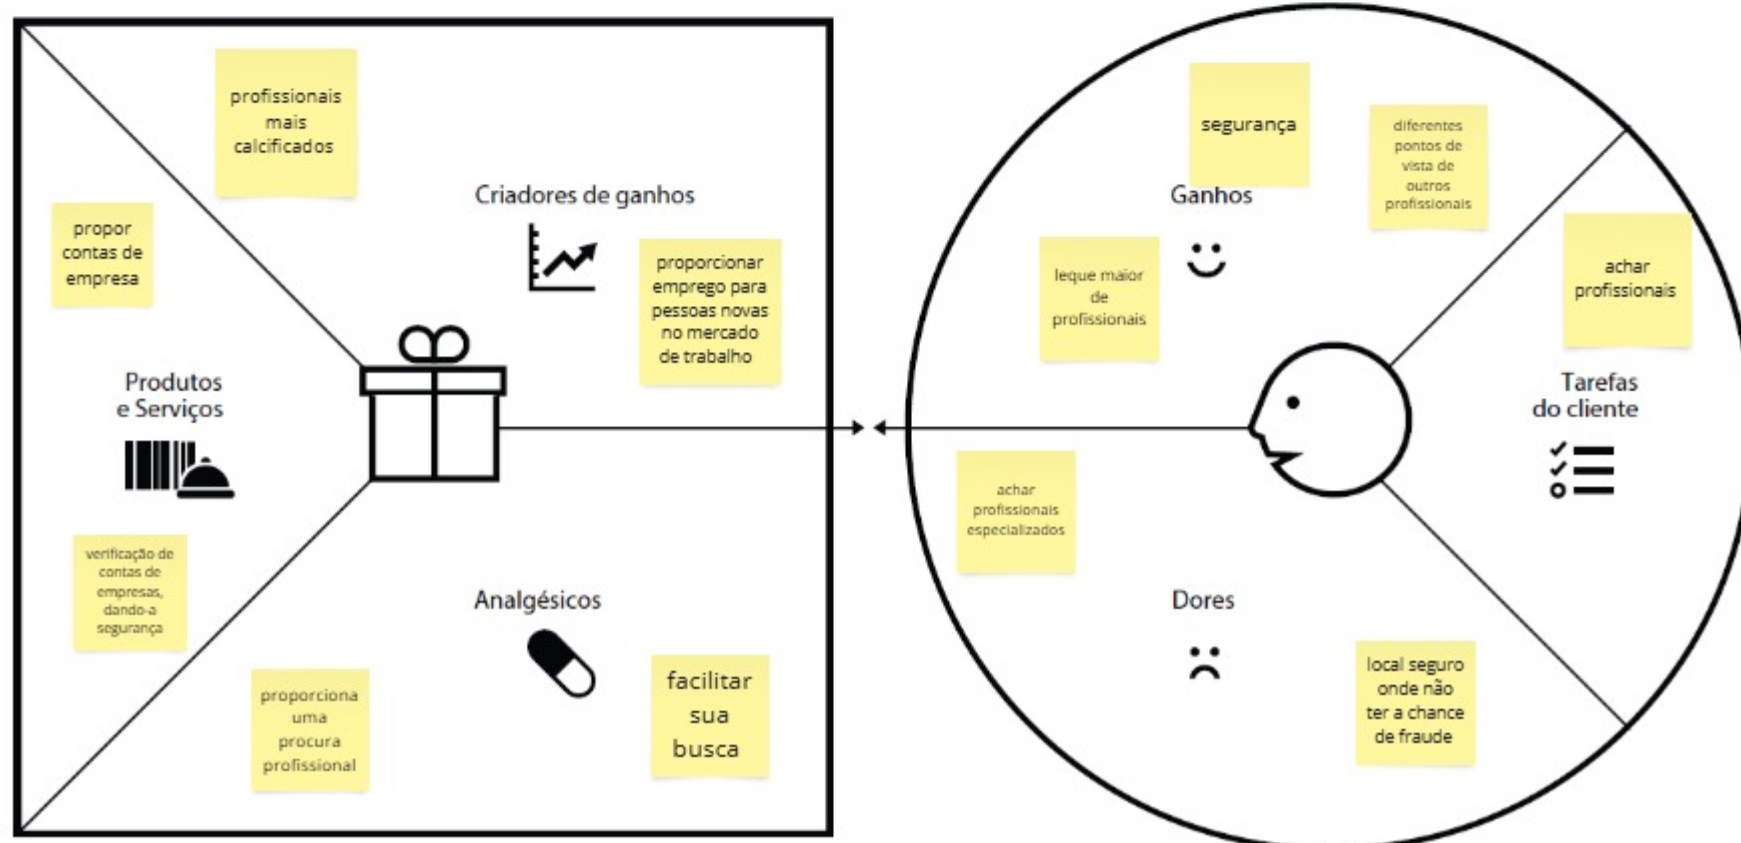 profissionais
mais
calcificados
propor
contas de
empresa
Criadores de ganhos
proporcionar
emprego para
pessoas novas
no mercado
de trabalho
Produtos
e Serviços
verificação de
contas de
empresas,
dando-a
segurança
Analgésicos
proporciona
uma
procura
profissional
facilitar
sua
busca
segurança
diferentes
pontos de
vista de
outros
profissionais
Ganhos
leque maior
de
profissionais
achar
profissionais
Tarefas
do cliente
achar
profissionais
especializados
Dores
local seguro
onde não
ter a chance
de fraude